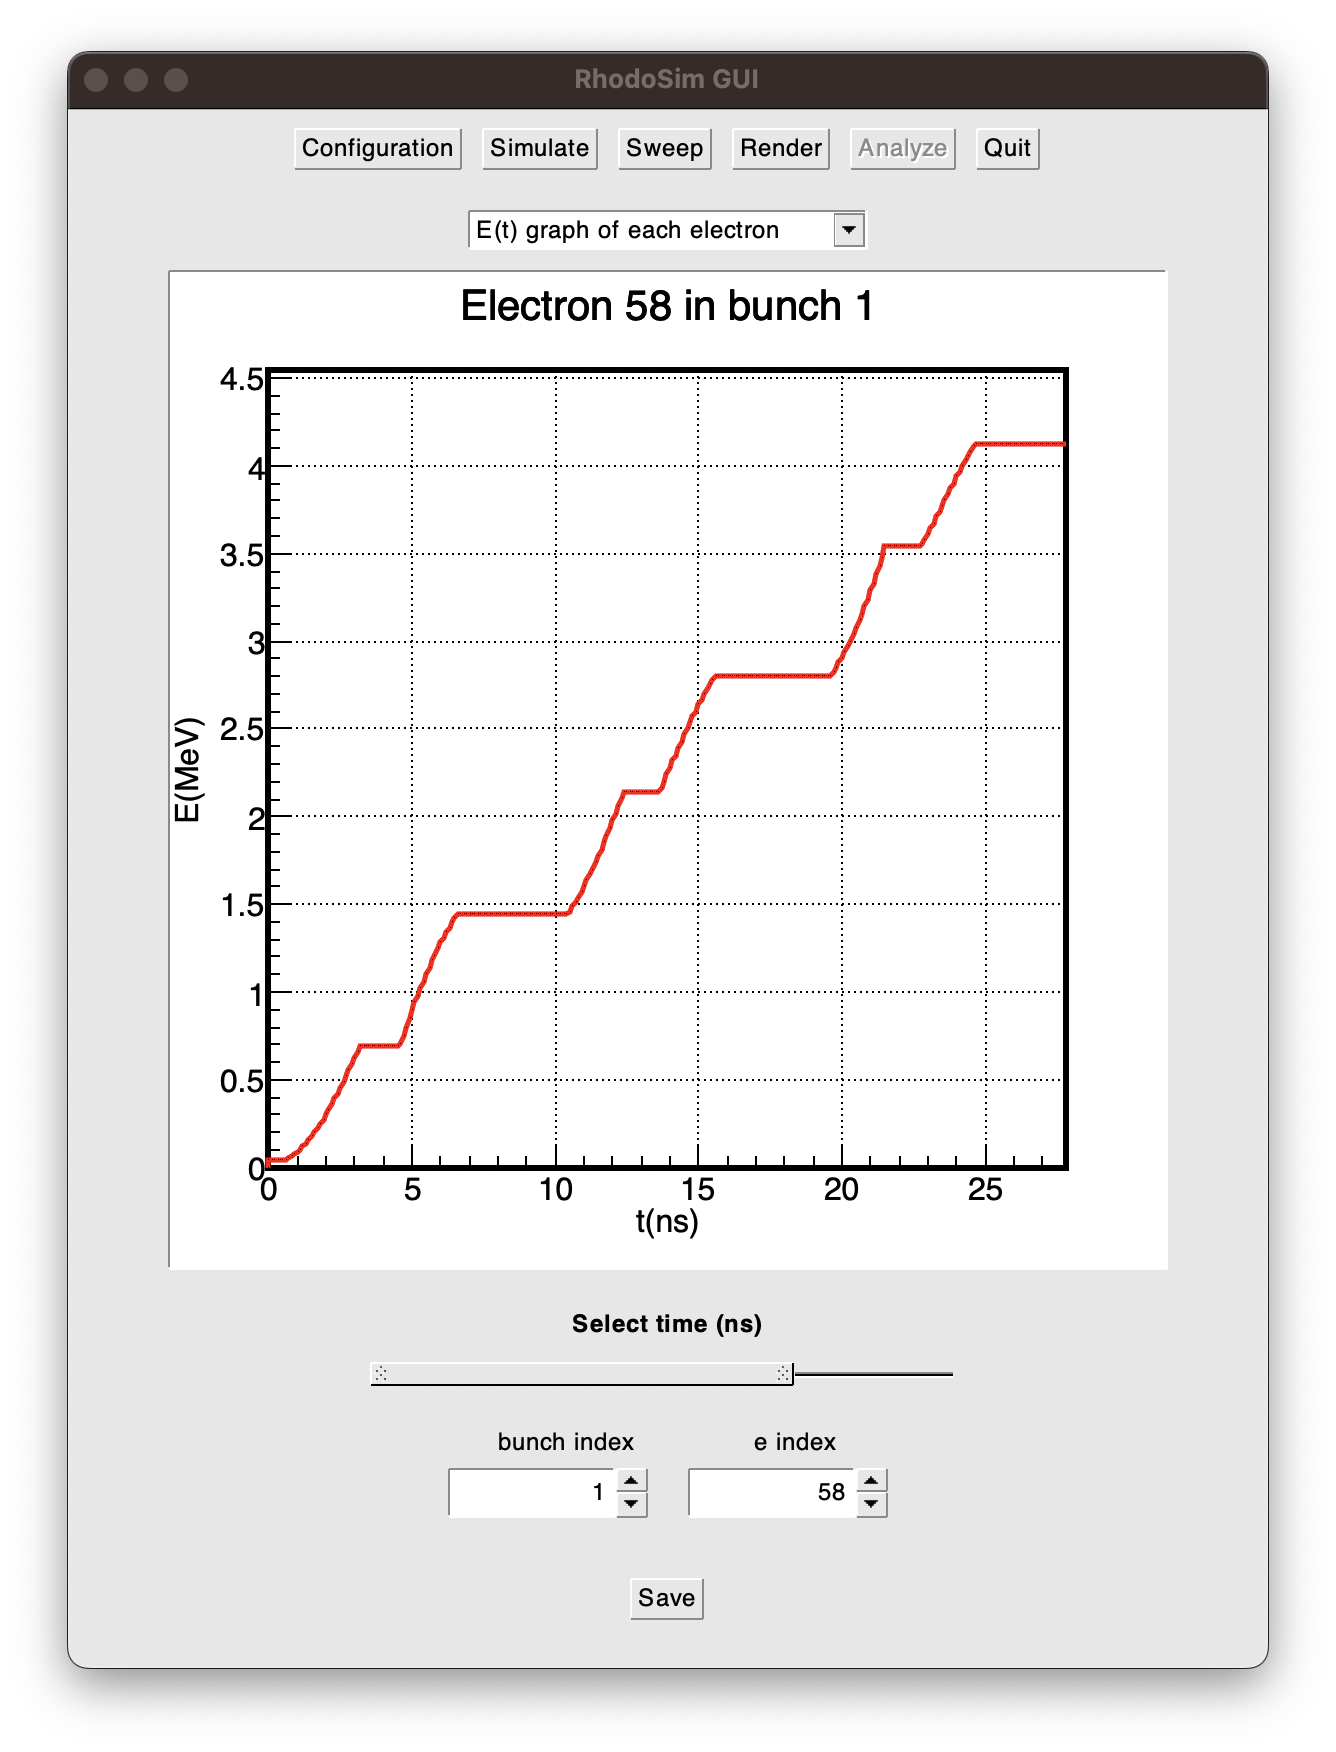 RhodoSim GUI
Configuration Simulate Sweep Render Analyze Quit
E(t) graph of each electron
Electron 58 in bunch 1
4.5
4
3.5
3
2.5
2
1.5
1
0.5
0
E(MeV)
0 5 10 15 20 25
t(ns)
Select time (ns)
bunch index e index
1 58
Save